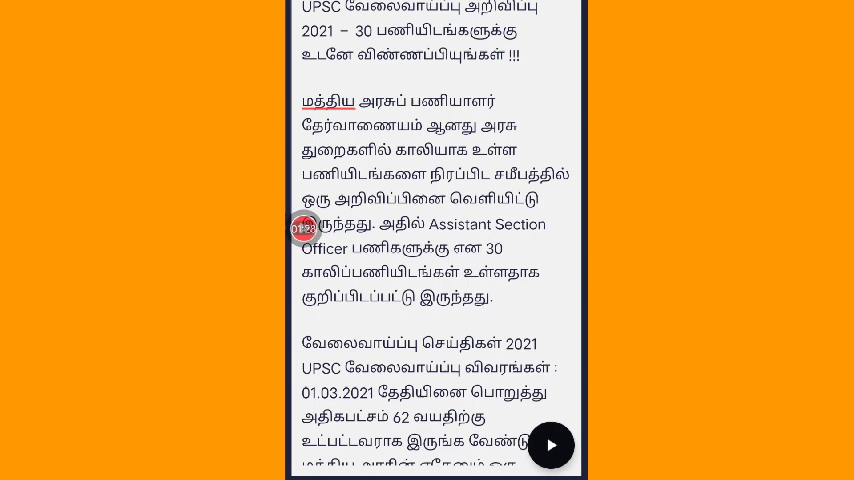 UPSC வேலைவாய்ப்பு அறிவிப்பு
2021 – 30 பணியிடங்களுக்கு
உடனே விண்ணப்பியுங்கள் !!!
மத்திய அரசுப் பணியாளர்
தேர்வாணையம் ஆனது அரசு
துறைகளில் காலியாக உள்ள
பணியிடங்களை நிரப்பிட சமீபத்தில்
ஒரு அறிவிப்பினை வெளியிட்டு
இருந்தது. அதில் Assistant Section
01:28
Officer பணிகளுக்கு என 30
காலிப்பணியிடங்கள் உள்ளதாக
குறிப்பிடப்பட்டு இருந்தது.
வேலைவாய்ப்பு செய்திகள் 2021
UPSC வேலைவாய்ப்பு விவரங்கள் :
01.03.2021 தேதியினை பொறுத்து
அதிகபட்சம் 62 வயதிற்கு
உட்பட்டவராக இருங்க வேண்டு